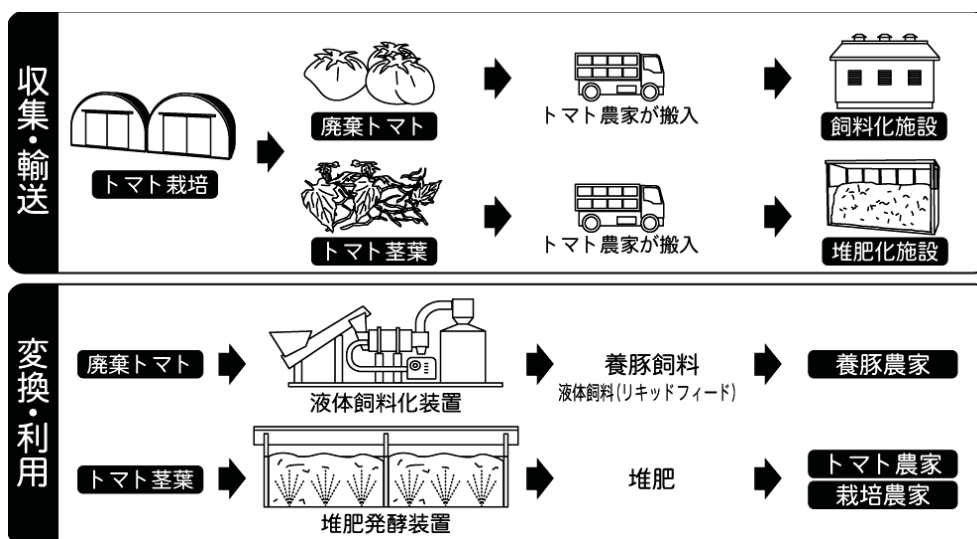 収集・輸送
トマト栽培
廃棄トマト
トマト農家が搬入
飼料化施設
トマト茎葉
トマト農家が搬入
堆肥化施設
変換・利用
廃棄トマト
液体飼料化装置
養豚飼料
液体飼料(リキッドフィード)
養豚農家
トマト茎葉
堆肥発酵装置
堆肥
トマト農家
栽培農家